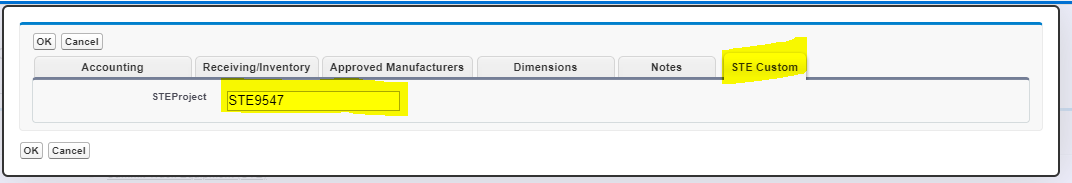 OK Cancel
Accounting Receiving/Inventory Approved Manufacturers Dimensions Notes STE Custom
STEProject STE9547
OK Cancel